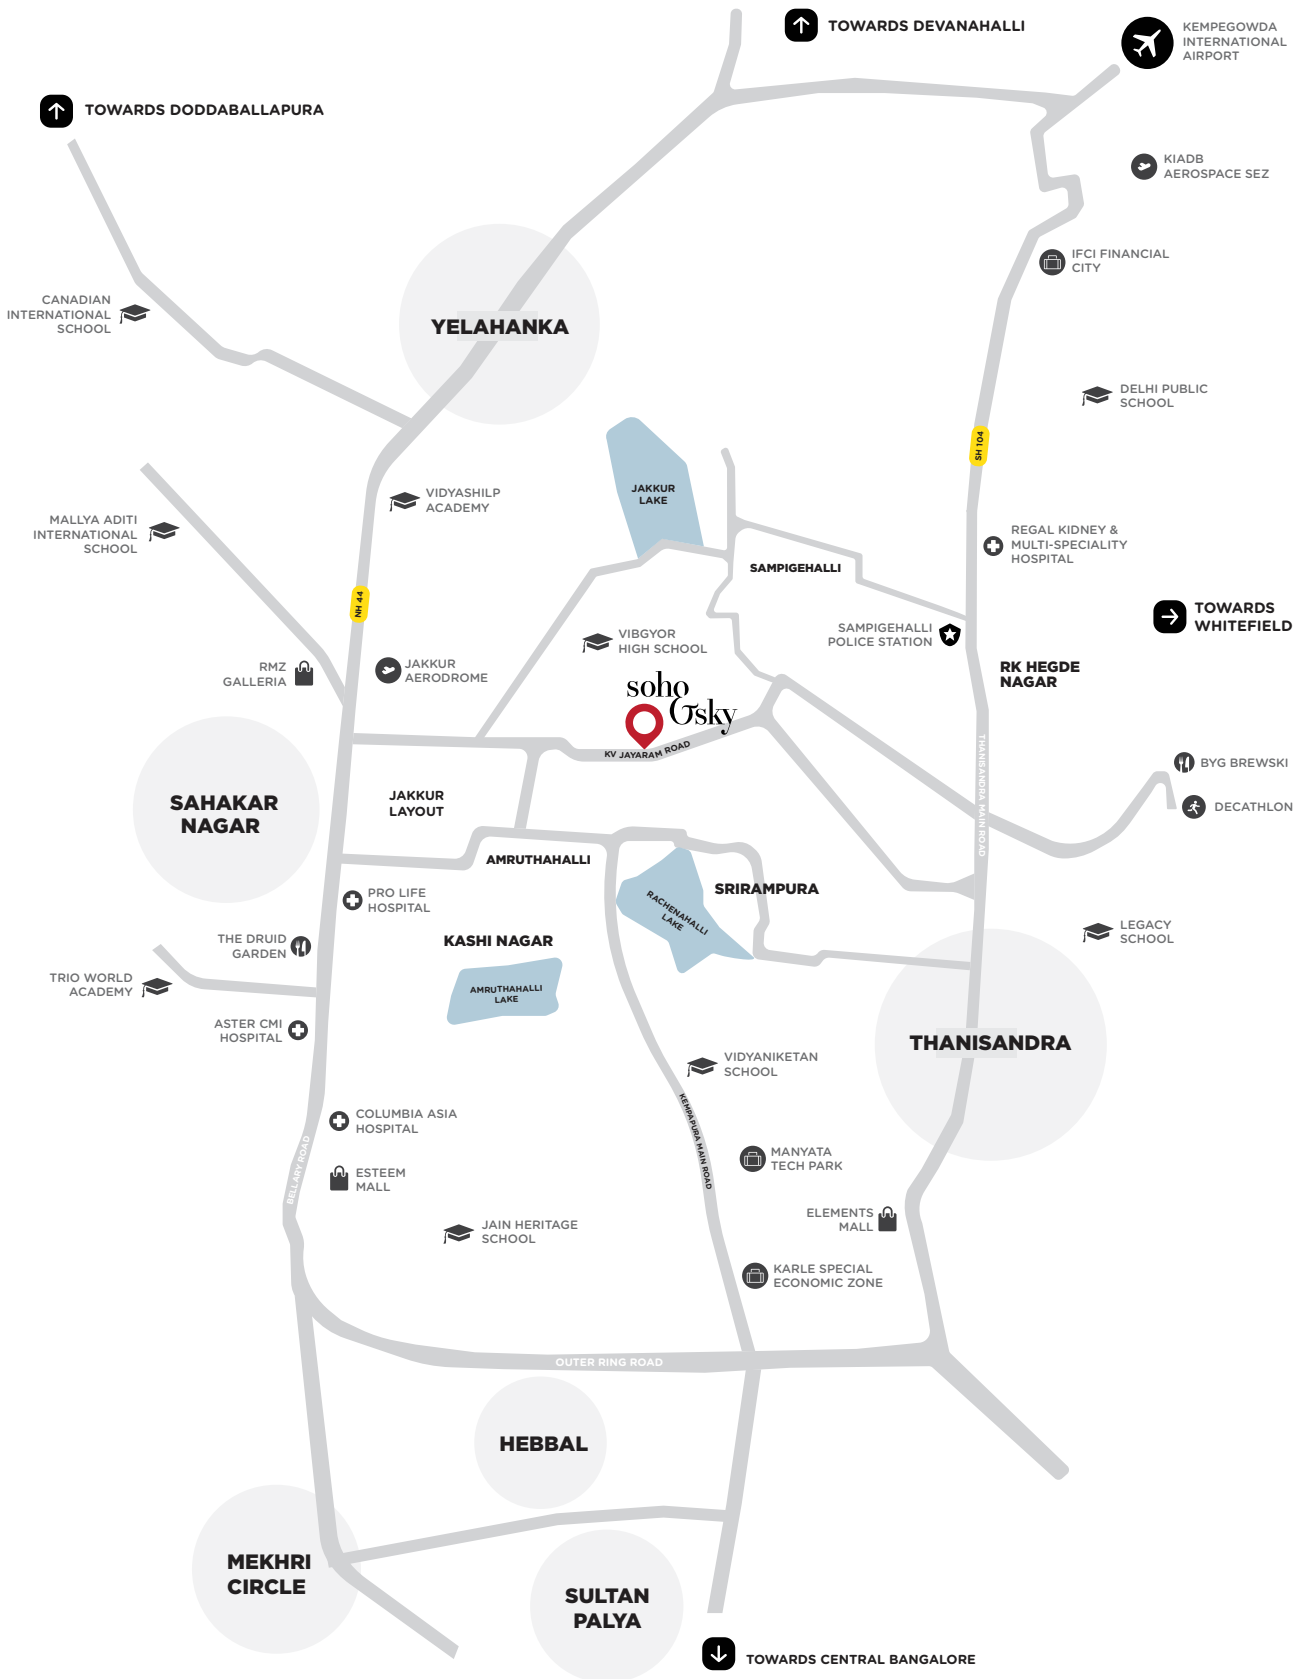 TOWARDS DEVANAHALLI
KEMPEGOWDA
INTERNATIONAL
AIRPORT
TOWARDS DODDABALLAPURA
KIADB
AEROSPACE SEZ
IFCI FINANCIAL
CITY
CANADIAN
INTERNATIONAL
SCHOOL
YELAHANKA
DELHI PUBLIC
SCHOOL
SH 104
JAKKUR
LAKE
VIDYASHILP
ACADEMY
MALLYA ADITI
INTERNATIONAL
SCHOOL
REGAL KIDNEY &
MULTI-SPECIALITY
HOSPITAL
SAMPIGEHALLI
NH 44
TOWARDS
WHITEFIELD
SAMPIGEHALLI
POLICE STATION
VIBGYOR
HIGH SCHOOL
RK HEGDE
NAGAR
RMZ
GALLERIA
JAKKUR
AERODROME
soho
&sky
KV JAYARAM ROAD
THANISANDRA MAIN ROAD
BYG BREWSKI
DECATHLON
SAHAKAR
NAGAR
JAKKUR
LAYOUT
AMRUTHAHALLI
SRIRAMPURA
RACHENAHALLI
LAKE
PRO LIFE
HOSPITAL
LEGACY
SCHOOL
THE DRUID
GARDEN
KASHI NAGAR
TRIO WORLD
ACADEMY
AMRUTHAHALLI
LAKE
ASTER CMI
HOSPITAL
THANISANDRA
VIDYANIKETAN
SCHOOL
KEMPAPURA MAIN ROAD
COLUMBIA ASIA
HOSPITAL
BELLARY ROAD
ESTEEM
MALL
MANYATA
TECH PARK
ELEMENTS
MALL
JAIN HERITAGE
SCHOOL
KARLE SPECIAL
ECONOMIC ZONE
OUTER RING ROAD
HEBBAL
MEKHRI
CIRCLE
SULTAN
PALYA
TOWARDS CENTRAL BANGALORE